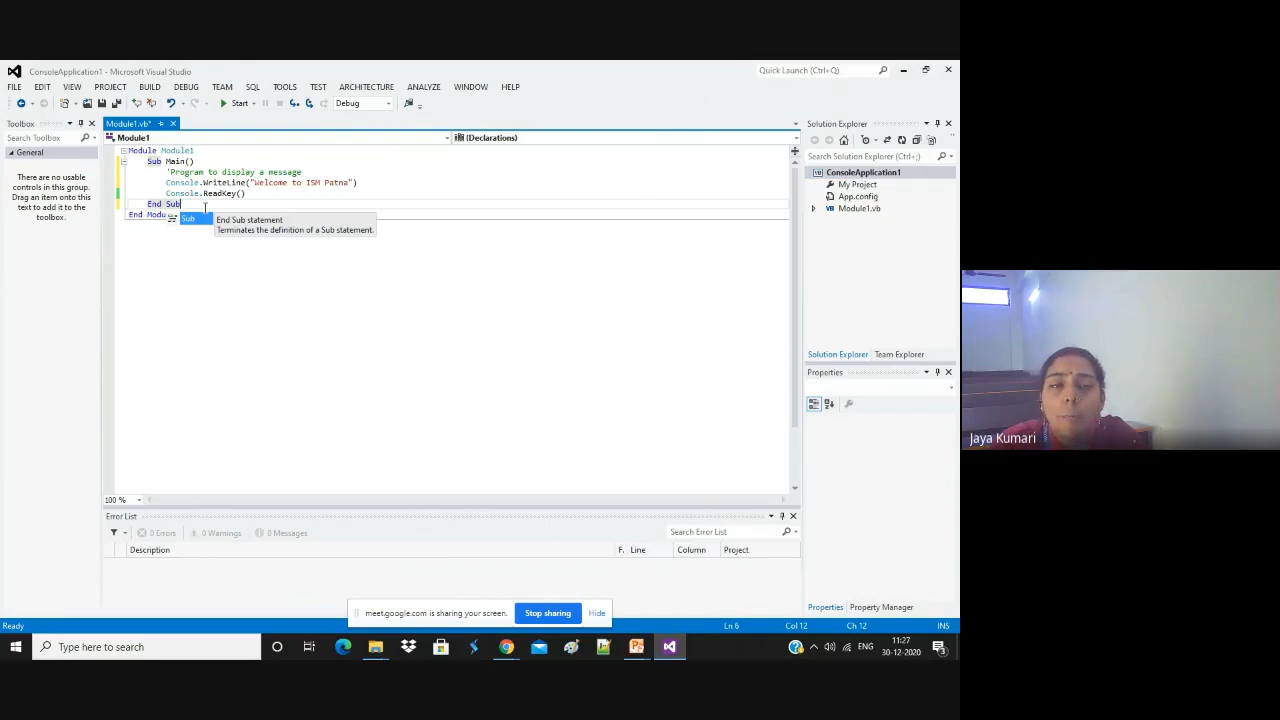 ConsoleApplication1 - Microsoft Visual Studio
Quick Launch (Ctrl+Q)
FILE EDIT VIEW PROJECT BUILD DEBUG TEAM SQL TOOLS TEST ARCHITECTURE ANALYZE WINDOW HELP
Start Debug
Toolbox
Search Toolbox
General
There are no usable
controls in this group.
Drag an item onto this
text to add it to the
toolbox.
Module1.vb*
Module1
(Declarations)
Module Module1
Sub Main()
'Program to display a message
Console.WriteLine("Welcome to ISM Patna")
Console.ReadKey()
End Sub
End Modu
Sub
End Sub statement
Terminates the definition of a Sub statement.
100 %
Error List
0 Errors 0 Warnings 0 Messages
Search Error List
Description F. Line Column Project
Solution Explorer
Search Solution Explorer (Ctrl+;)
ConsoleApplication1
My Project
App.config
Module1.vb
Solution Explorer Team Explorer
Properties
Properties Property Manager
meet.google.com is sharing your screen. Stop sharing Hide
Ready Ln 6 Col 12 Ch 12 INS
Type here to search
ENG
11:27
30-12-2020
3
Jaya Kumari